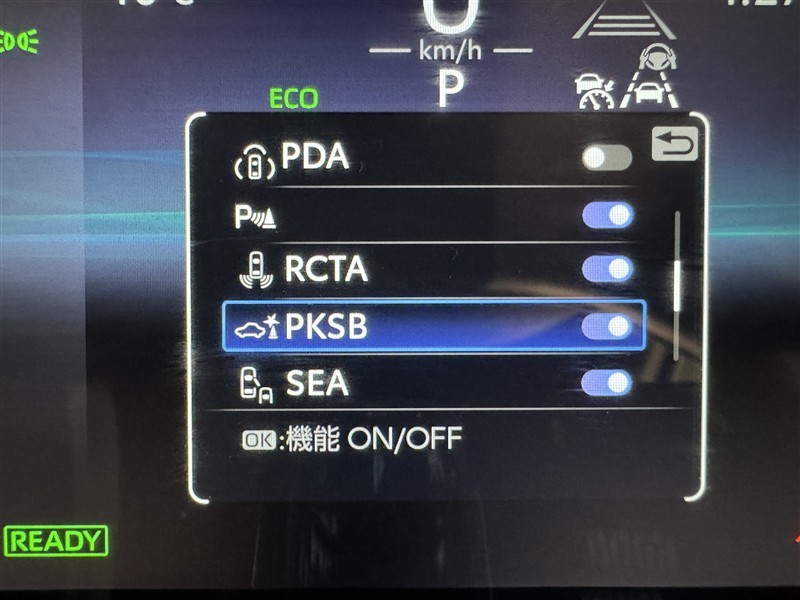 km/h
P
ECO
PDA
P
RCTA
PKSB
SEA
OK:機能 ON/OFF
READY